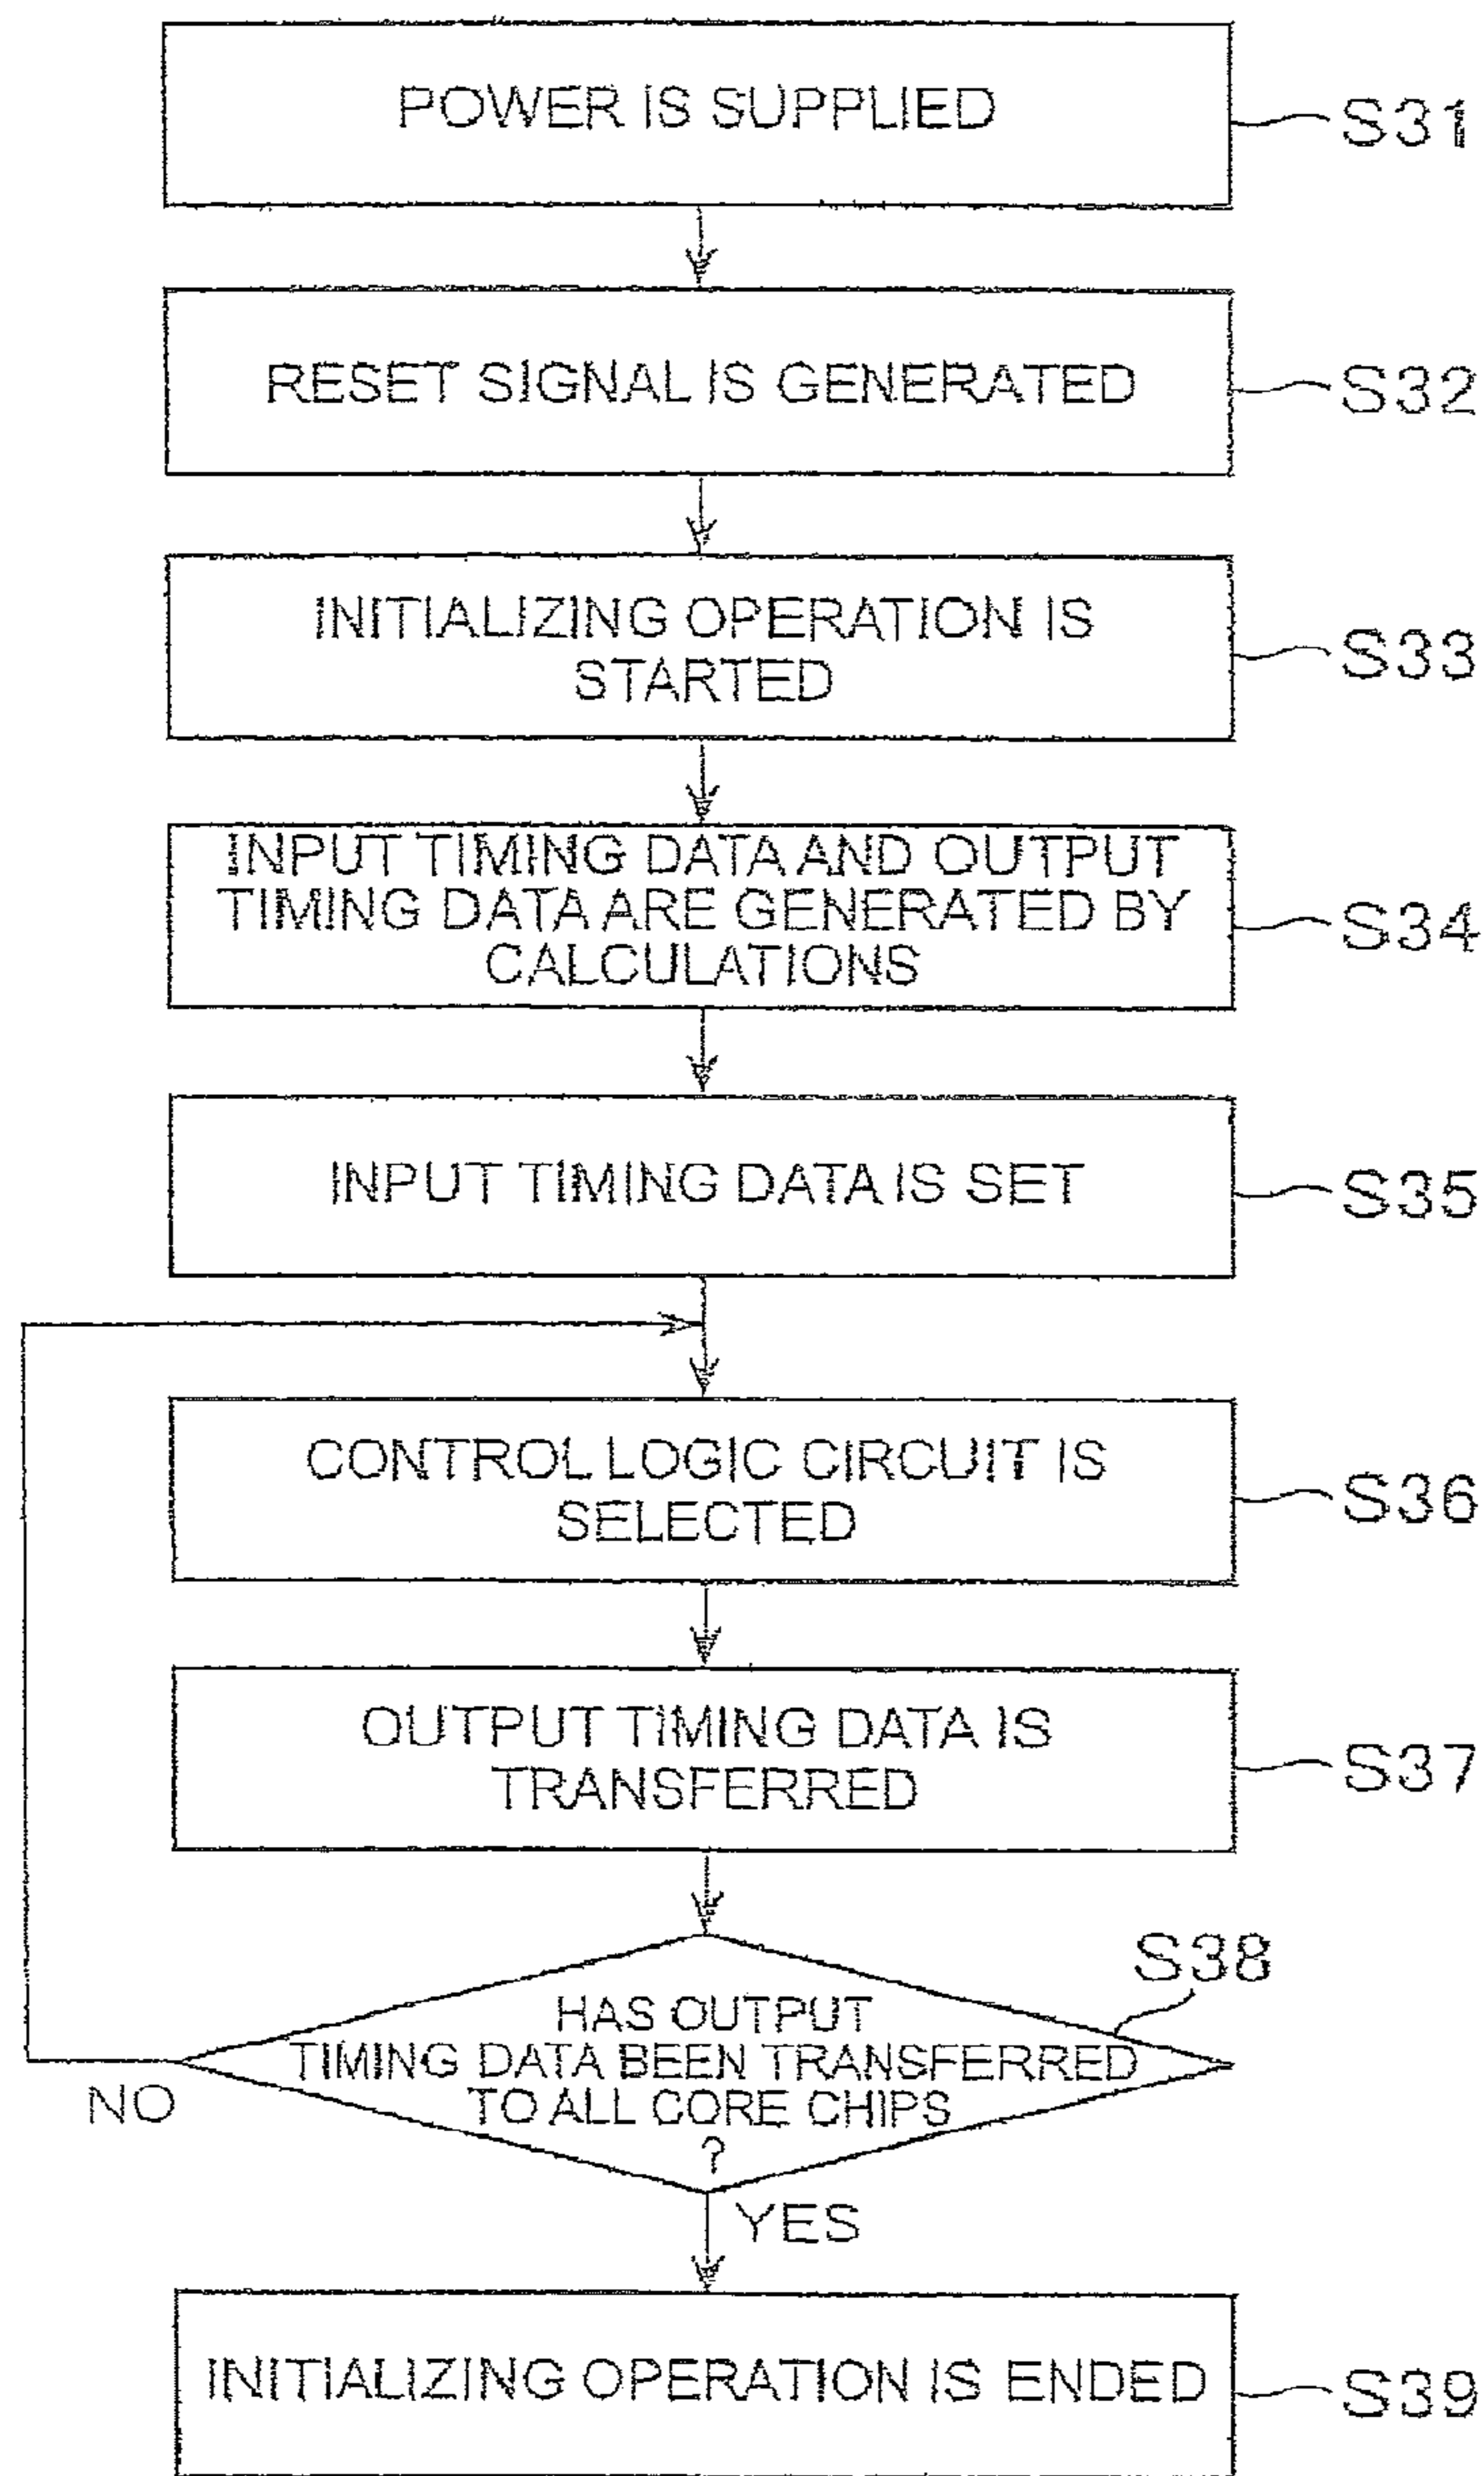 POWER IS SUPPLIED
S31
RESET SIGNAL IS GENERATED
S32
INITIALIZING OPERATION IS
STARTED
S33
INPUT TIMING DATA AND OUTPUT
TIMING DATA ARE GENERATED BY
CALCULATIONS
S34
INPUT TIMING DATA IS SET
S35
CONTROL LOGIC CIRCUIT IS
SELECTED
S36
OUTPUT TIMING DATA IS
TRANSFERRED
S37
S38
HAS OUTPUT
TIMING DATA BEEN TRANSFERRED
TO ALL CORE CHIPS
?
NO
YES
INITIALIZING OPERATION IS ENDED
S39